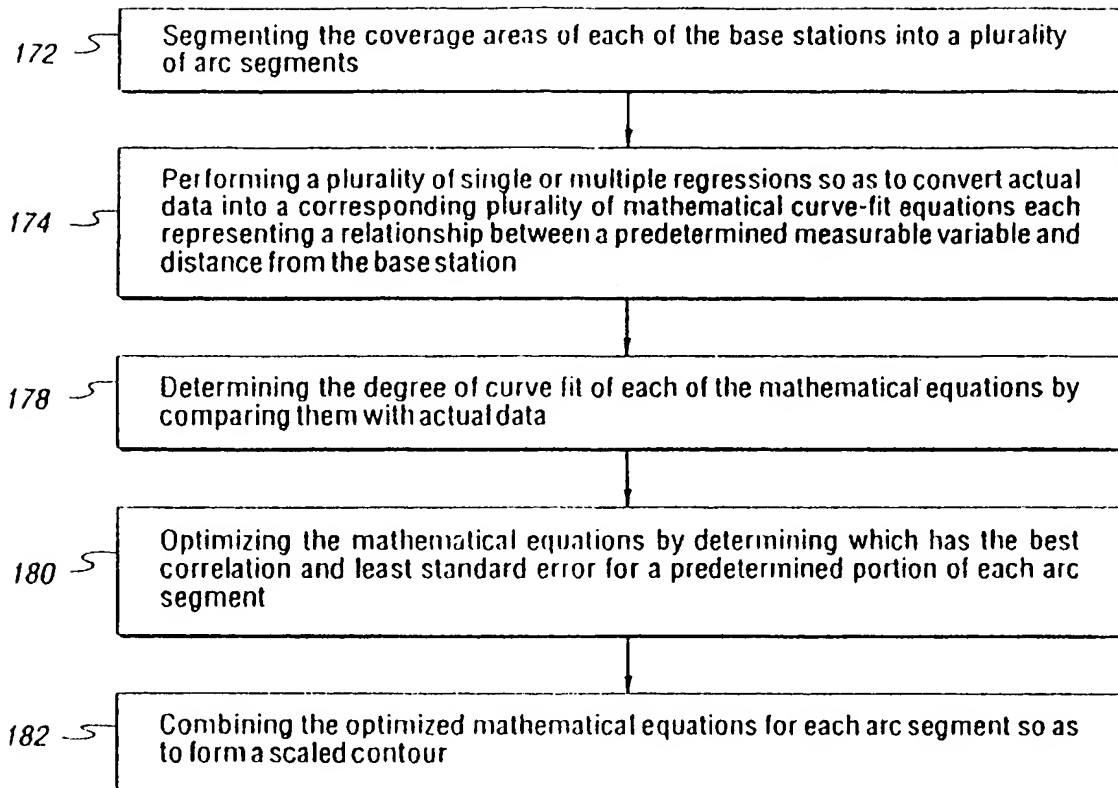 172
Segmenting the coverage areas of each of the base stations into a plurality
of arc segments
174
Performing a plurality of single or multiple regressions so as to convert actual
data into a corresponding plurality of mathematical curve-fit equations each
representing a relationship between a predetermined measurable variable and
distance from the base station
178
Determining the degree of curve fit of each of the mathematical equations by
comparing them with actual data
180
Optimizing the mathematical equations by determining which has the best
correlation and least standard error for a predetermined portion of each arc
segment
182
Combining the optimized mathematical equations for each arc segment so as
to form a scaled contour